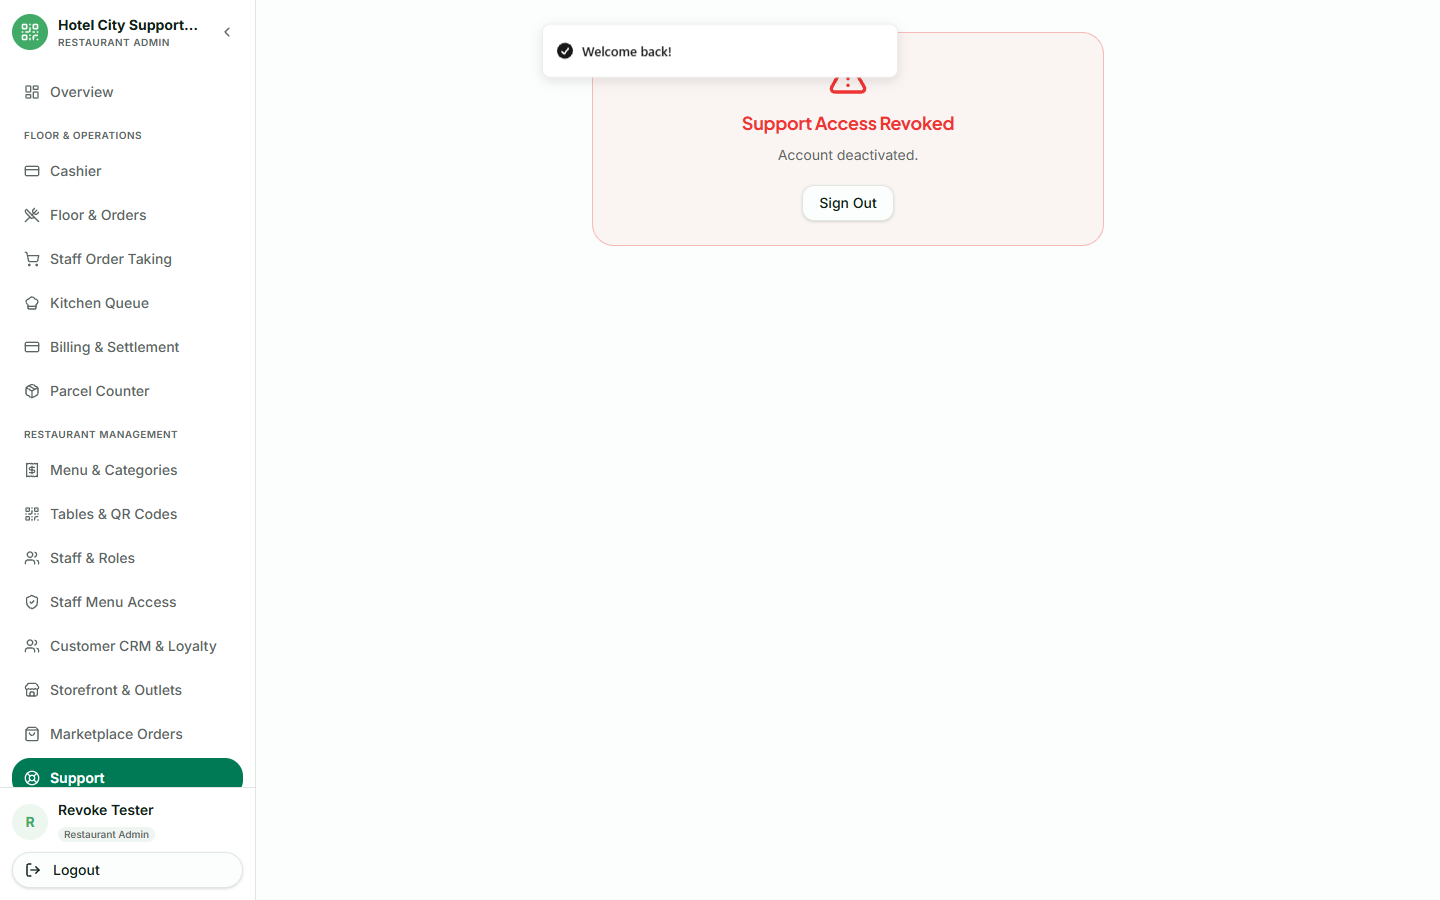 Hotel City Support...
RESTAURANT ADMIN
Overview
FLOOR & OPERATIONS
Cashier
Floor & Orders
Staff Order Taking
Kitchen Queue
Billing & Settlement
Parcel Counter
RESTAURANT MANAGEMENT
Menu & Categories
Tables & QR Codes
Staff & Roles
Staff Menu Access
Customer CRM & Loyalty
Storefront & Outlets
Marketplace Orders
Support
R
Revoke Tester
Restaurant Admin
Logout
Welcome back!
Support Access Revoked
Account deactivated.
Sign Out